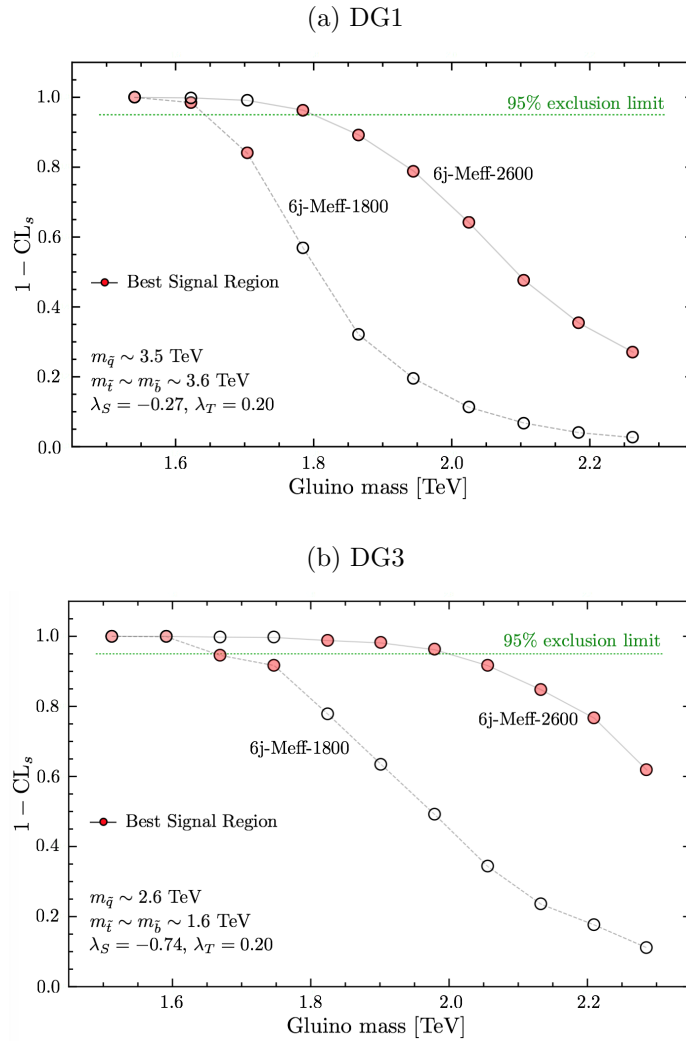 (a) DG1
1.0
95% exclusion limit
0.8
6j-Meff-2600
6j-Meff-1800
0.6
1 − CLₛ
Best Signal Region
0.4
m_q̃ ∼ 3.5 TeV
m_t̃ ∼ m_b̃ ∼ 3.6 TeV
0.2
λ_S = −0.27, λ_T = 0.20
0.0
1.6 1.8 2.0 2.2
Gluino mass [TeV]
(b) DG3
1.0
95% exclusion limit
0.8
6j-Meff-2600
6j-Meff-1800
0.6
1 − CLₛ
Best Signal Region
0.4
m_q̃ ∼ 2.6 TeV
m_t̃ ∼ m_b̃ ∼ 1.6 TeV
0.2
λ_S = −0.74, λ_T = 0.20
0.0
1.6 1.8 2.0 2.2
Gluino mass [TeV]